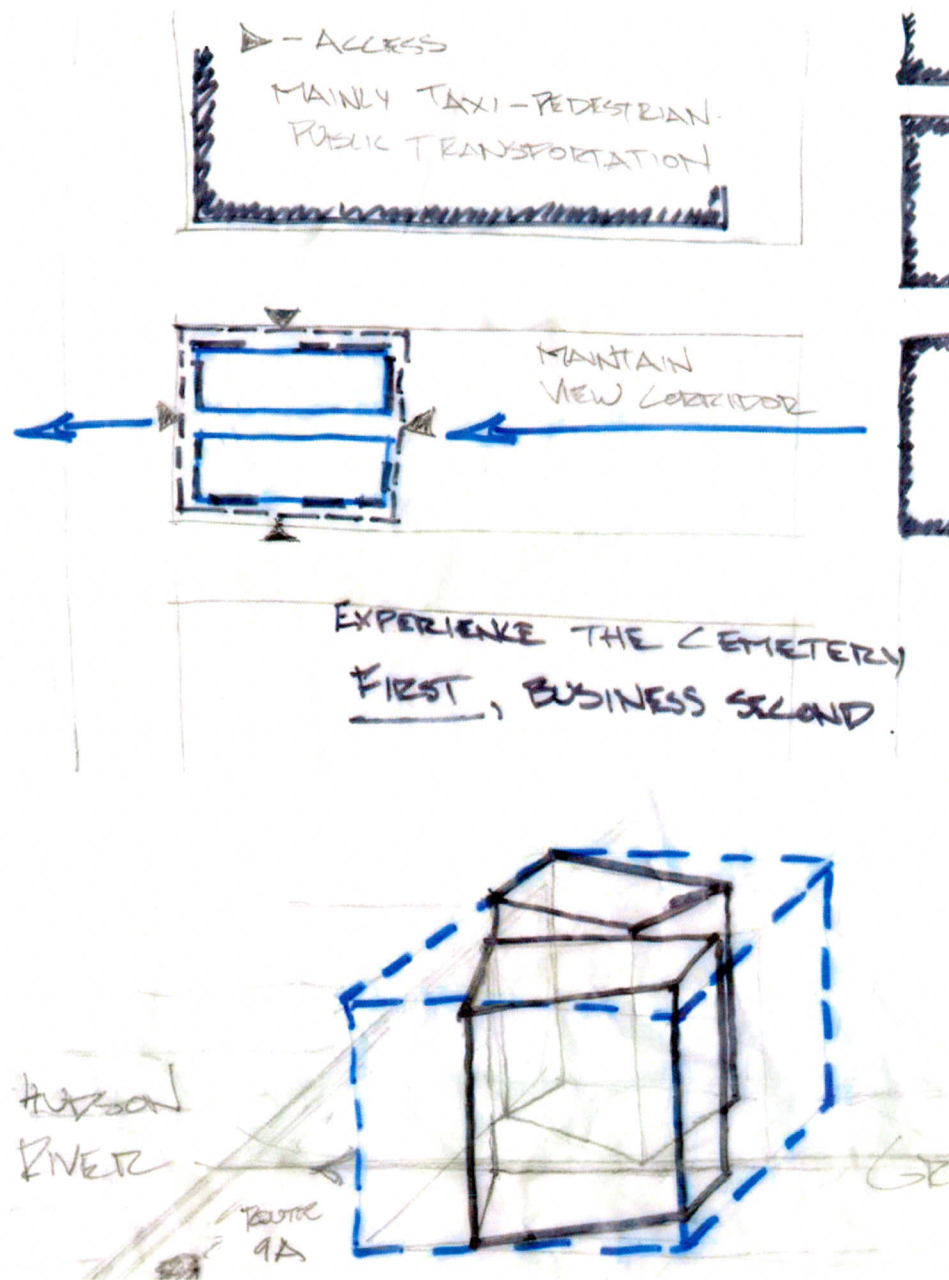 - ACCESS
MAINLY TAXI-PEDESTRIAN.
PUBLIC TRANSPORTATION
MAINTAIN
VIEW CORRIDOR
EXPERIENCE THE CEMETERY
FIRST, BUSINESS SECOND.
HUDSON
RIVER
GR
ROUTE
9A